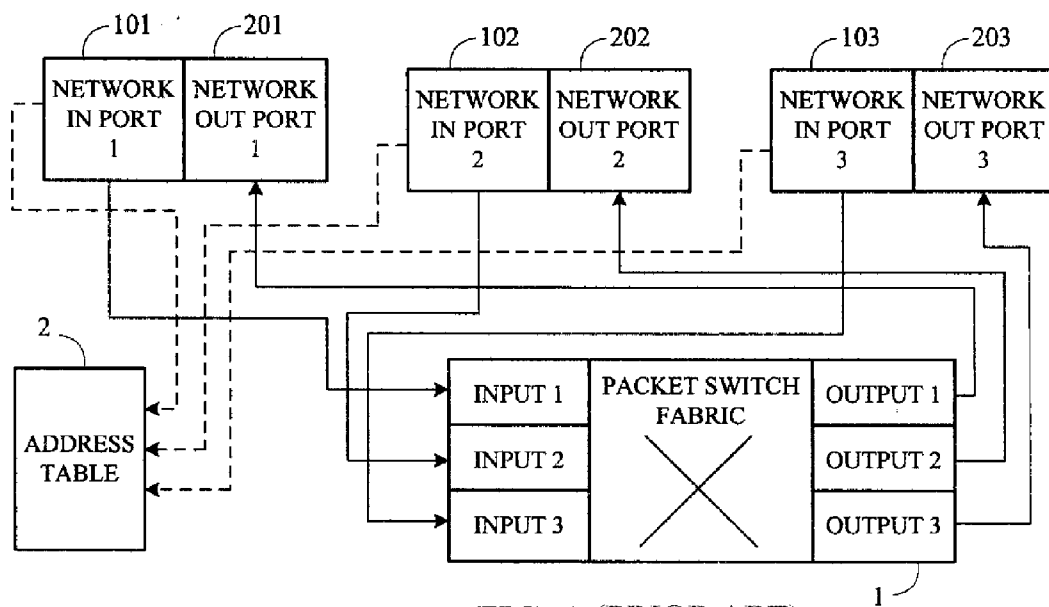 101
201
102
202
103
203
NETWORK
IN PORT
1
NETWORK
OUT PORT
1
NETWORK
IN PORT
2
NETWORK
OUT PORT
2
NETWORK
IN PORT
3
NETWORK
OUT PORT
3
2
ADDRESS
TABLE
INPUT 1
INPUT 2
INPUT 3
PACKET SWITCH
FABRIC
OUTPUT 1
OUTPUT 2
OUTPUT 3
1